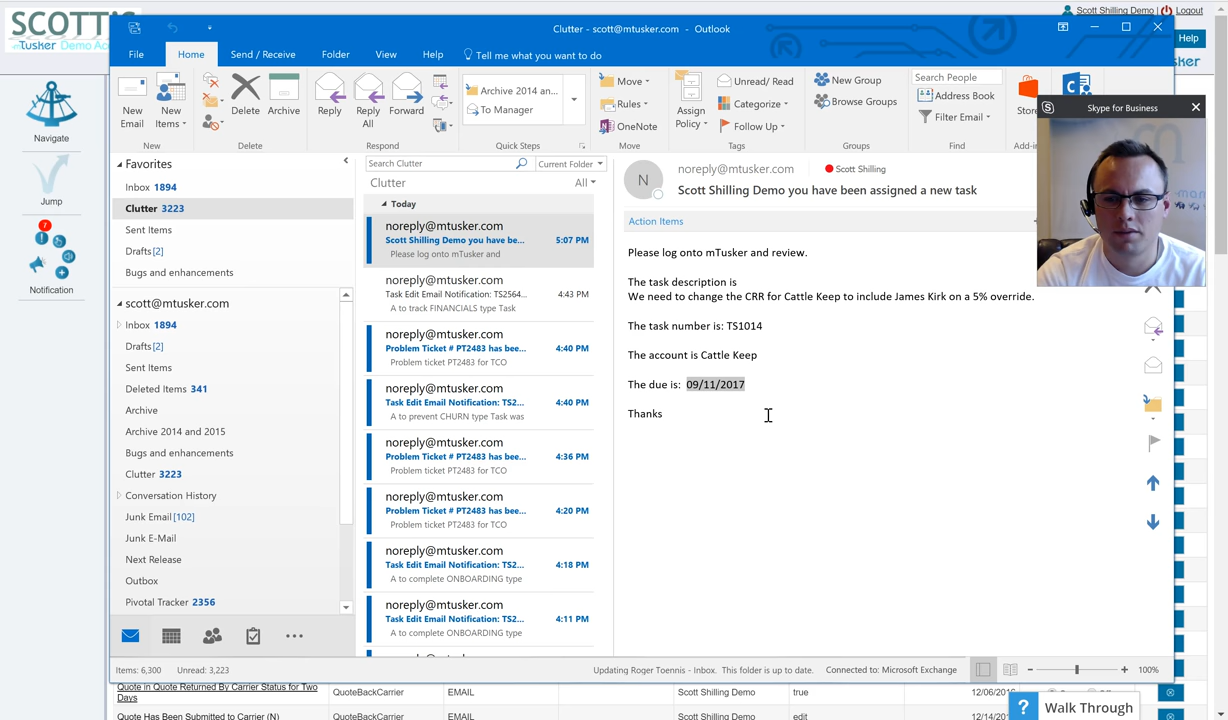 SCOTT'S
Tusker Demo Acc
Scott Shilling Demo
Logout
Help
sker
Navigate
Jump
7
Notification
Clutter - scott@mtusker.com - Outlook
File
Home
Send / Receive
Folder
View
Help
Tell me what you want to do
New
Email
New
Items
New
Delete
Archive
Delete
Reply
Reply
All
Forward
Respond
Archive 2014 an...
To Manager
Quick Steps
Move
Rules
OneNote
Move
Assign
Policy
Unread/ Read
Categorize
Follow Up
Tags
New Group
Browse Groups
Groups
Search People
Address Book
Filter Email
Find
Store
Add-in
Skype for Business
Favorites
Inbox 1894
Clutter 3223
Sent Items
Drafts [2]
Bugs and enhancements
scott@mtusker.com
Inbox 1894
Drafts [2]
Sent Items
Deleted Items 341
Archive
Archive 2014 and 2015
Bugs and enhancements
Clutter 3223
Conversation History
Junk Email [102]
Junk E-Mail
Next Release
Outbox
Pivotal Tracker 2356
Search Clutter
Current Folder
Clutter
All
Today
noreply@mtusker.com
Scott Shilling Demo you have be... 5:07 PM
Please log onto mTusker and
noreply@mtusker.com
Task Edit Email Notification: TS2564... 4:43 PM
A to track FINANCIALS type Task
noreply@mtusker.com
Problem Ticket # PT2483 has bee... 4:40 PM
Problem ticket PT2483 for TCO
noreply@mtusker.com
Task Edit Email Notification: TS2... 4:40 PM
A to prevent CHURN type Task was
noreply@mtusker.com
Problem Ticket # PT2483 has bee... 4:36 PM
Problem ticket PT2483 for TCO
noreply@mtusker.com
Problem Ticket # PT2483 has bee... 4:20 PM
Problem ticket PT2483 for TCO
noreply@mtusker.com
Task Edit Email Notification: TS2... 4:18 PM
A to complete ONBOARDING type
noreply@mtusker.com
Task Edit Email Notification: TS2... 4:11 PM
A to complete ONBOARDING type
N
noreply@mtusker.com
Scott Shilling
Scott Shilling Demo you have been assigned a new task
Action Items
Please log onto mTusker and review.
The task description is
We need to change the CRR for Cattle Keep to include James Kirk on a 5% override.
The task number is: TS1014
The account is Cattle Keep
The due is: 09/11/2017
Thanks
Items: 6,300
Unread: 3,223
Updating Roger Toennis - Inbox. This folder is up to date.
Connected to: Microsoft Exchange
100%
Quote in Quote Returned By Carrier Status for Two
Days
QuoteBackCarrier
EMAIL
Scott Shilling Demo
true
12/06/201
Quote Has Been Submitted to Carrier (N)
QuoteBackCarrier
EMAIL
Scott Shilling Demo
edit
12/14/201
? Walk Through